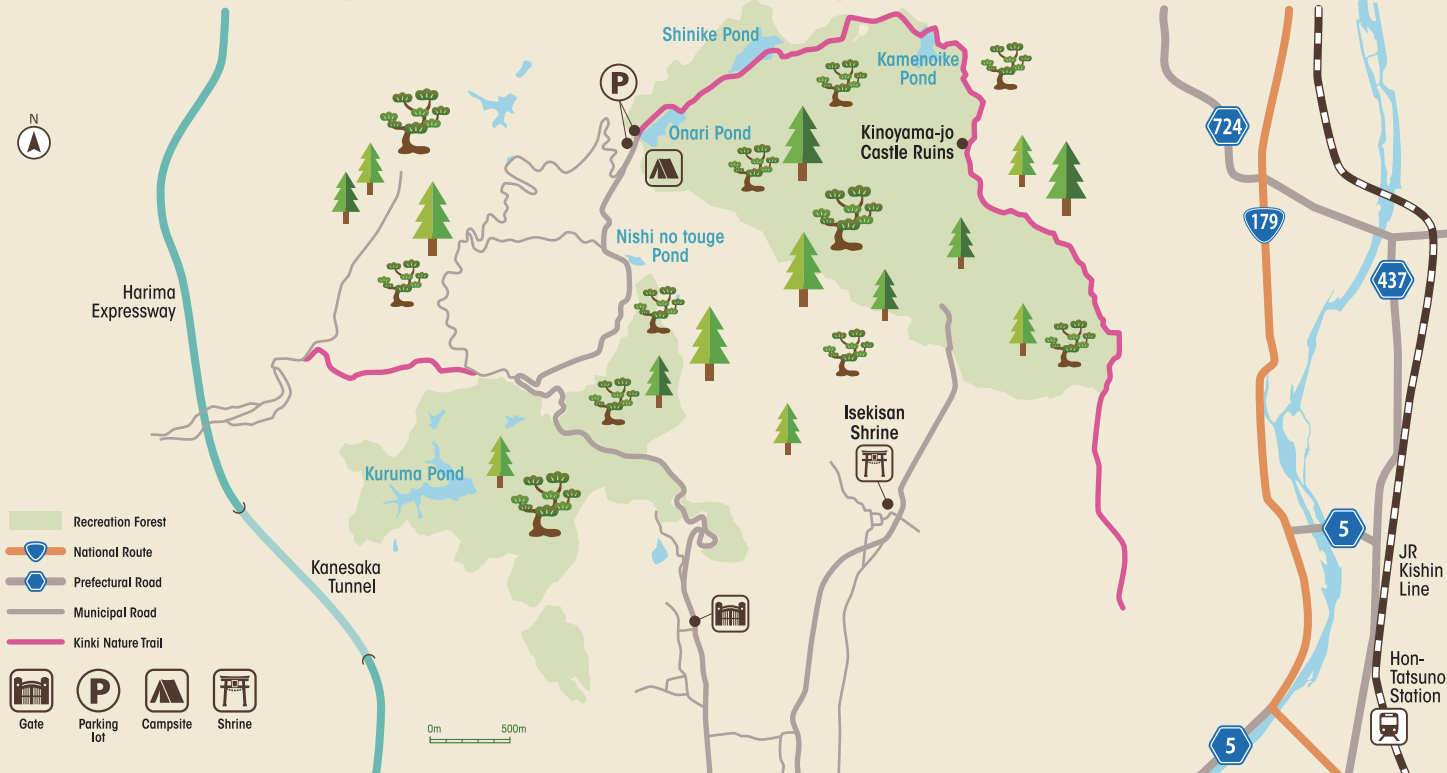 Shinike Pond
Kamenoike
Pond
P
N
Onari Pond
Kinoyama-jo
Castle Ruins
724
179
Nishi no touge
Pond
437
Harima
Expressway
Isekisan
Shrine
Kuruma Pond
Recreation Forest
National Route
Prefectural Road
Municipal Road
Kinki Nature Trail
Kanesaka
Tunnel
5
JR
Kishin
Line
Hon-
Tatsuno
Station
P
Gate
Parking
lot
Campsite
Shrine
0m
500m
5